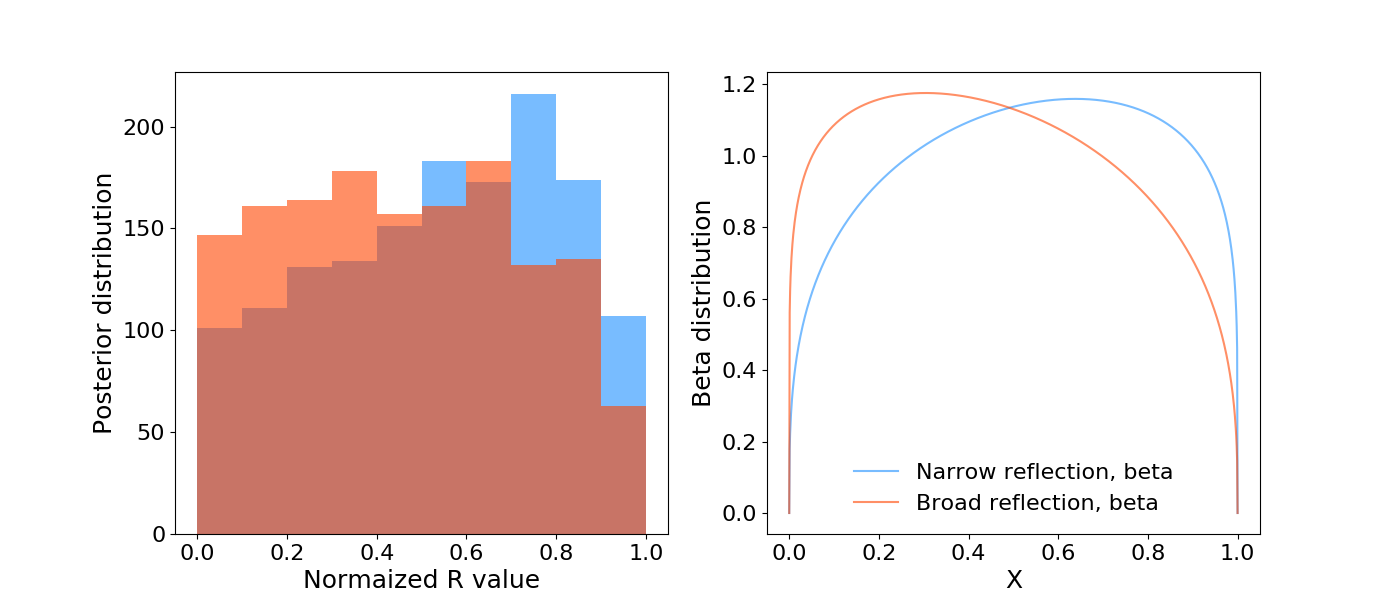 Posterior distribution
200
150
100
50
0
0.0 0.2 0.4 0.6 0.8 1.0
Normaized R value
Beta distribution
1.2
1.0
0.8
0.6
0.4
0.2
0.0
Narrow reflection, beta
Broad reflection, beta
0.0 0.2 0.4 0.6 0.8 1.0
X